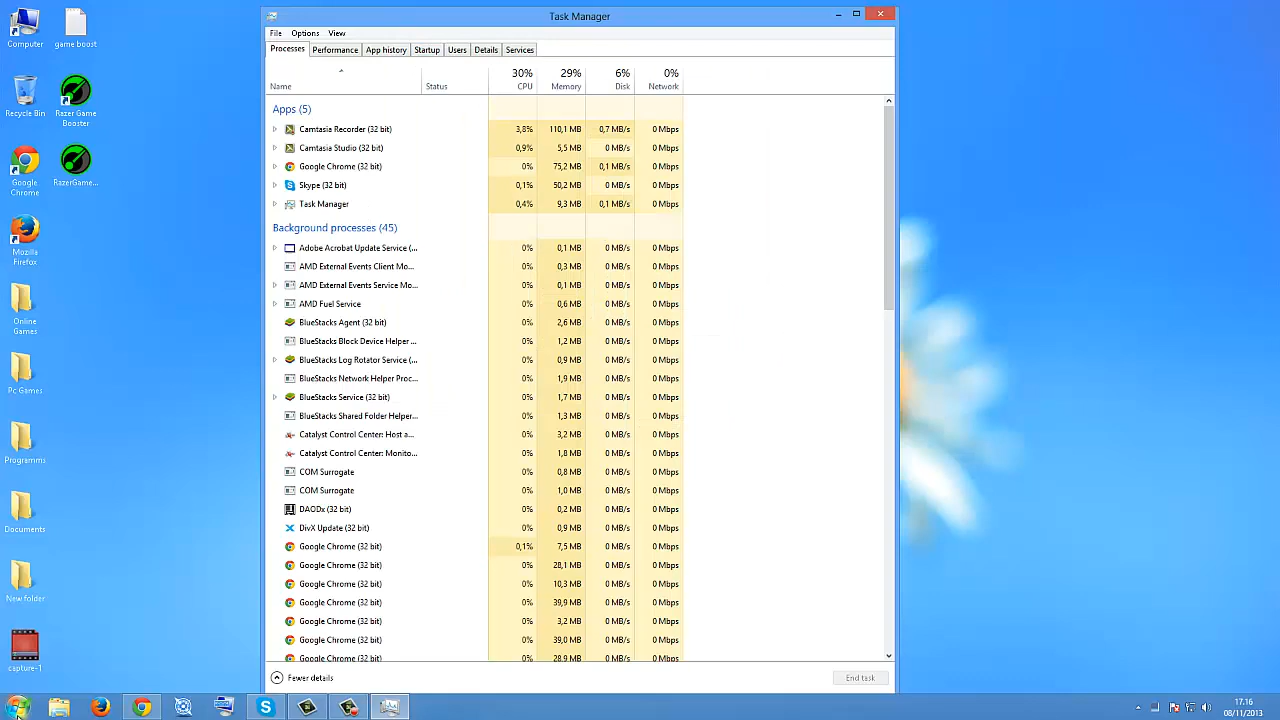 Task Manager
File Options View
Processes Performance App history Startup Users Details Services
30% 29% 6% 0%
Name Status CPU Memory Disk Network
Apps (5)
Camtasia Recorder (32 bit) 3,8% 110,1 MB 0,7 MB/s 0 Mbps
Camtasia Studio (32 bit) 0,9% 5,5 MB 0 MB/s 0 Mbps
Google Chrome (32 bit) 0% 75,2 MB 0,1 MB/s 0 Mbps
Skype (32 bit) 0,1% 50,2 MB 0 MB/s 0 Mbps
Task Manager 0,4% 9,3 MB 0,1 MB/s 0 Mbps
Background processes (45)
Adobe Acrobat Update Service (... 0% 0,1 MB 0 MB/s 0 Mbps
AMD External Events Client Mo... 0% 0,3 MB 0 MB/s 0 Mbps
AMD External Events Service Mo... 0% 0,1 MB 0 MB/s 0 Mbps
AMD Fuel Service 0% 0,6 MB 0 MB/s 0 Mbps
BlueStacks Agent (32 bit) 0% 2,6 MB 0 MB/s 0 Mbps
BlueStacks Block Device Helper ... 0% 1,2 MB 0 MB/s 0 Mbps
BlueStacks Log Rotator Service (... 0% 0,9 MB 0 MB/s 0 Mbps
BlueStacks Network Helper Proc... 0% 1,9 MB 0 MB/s 0 Mbps
BlueStacks Service (32 bit) 0% 1,7 MB 0 MB/s 0 Mbps
BlueStacks Shared Folder Helper... 0% 1,3 MB 0 MB/s 0 Mbps
Catalyst Control Center: Host a... 0% 3,2 MB 0 MB/s 0 Mbps
Catalyst Control Center: Monito... 0% 1,8 MB 0 MB/s 0 Mbps
COM Surrogate 0% 0,8 MB 0 MB/s 0 Mbps
COM Surrogate 0% 1,0 MB 0 MB/s 0 Mbps
DAODx (32 bit) 0% 0,2 MB 0 MB/s 0 Mbps
DivX Update (32 bit) 0% 0,9 MB 0 MB/s 0 Mbps
Google Chrome (32 bit) 0,1% 7,5 MB 0 MB/s 0 Mbps
Google Chrome (32 bit) 0% 28,1 MB 0 MB/s 0 Mbps
Google Chrome (32 bit) 0% 10,3 MB 0 MB/s 0 Mbps
Google Chrome (32 bit) 0% 39,9 MB 0 MB/s 0 Mbps
Google Chrome (32 bit) 0% 3,2 MB 0 MB/s 0 Mbps
Google Chrome (32 bit) 0% 39,0 MB 0 MB/s 0 Mbps
Google Chrome (32 bit) 0% 28,9 MB 0 MB/s 0 Mbps
Fewer details End task
Computer
game boost
Recycle Bin
Razer Game
Booster
Google
Chrome
RazerGame...
Mozilla
Firefox
Online
Games
Pc Games
Programms
Documents
New folder
capture-1
17.16
08/11/2013